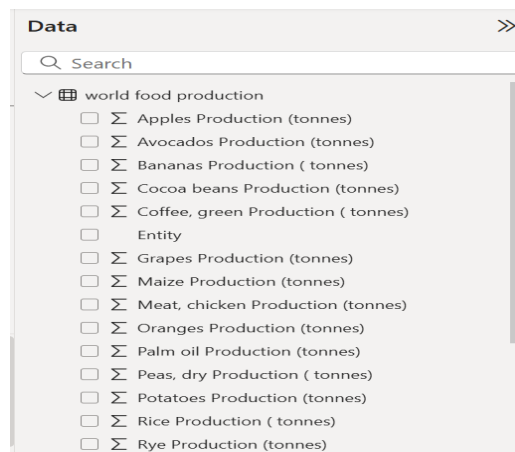 Data
Search
world food production
Apples Production (tonnes)
Avocados Production (tonnes)
Bananas Production ( tonnes)
Cocoa beans Production (tonnes)
Coffee, green Production ( tonnes)
Entity
Grapes Production (tonnes)
Maize Production (tonnes)
Meat, chicken Production (tonnes)
Oranges Production (tonnes)
Palm oil Production (tonnes)
Peas, dry Production ( tonnes)
Potatoes Production (tonnes)
Rice Production ( tonnes)
Rye Production (tonnes)